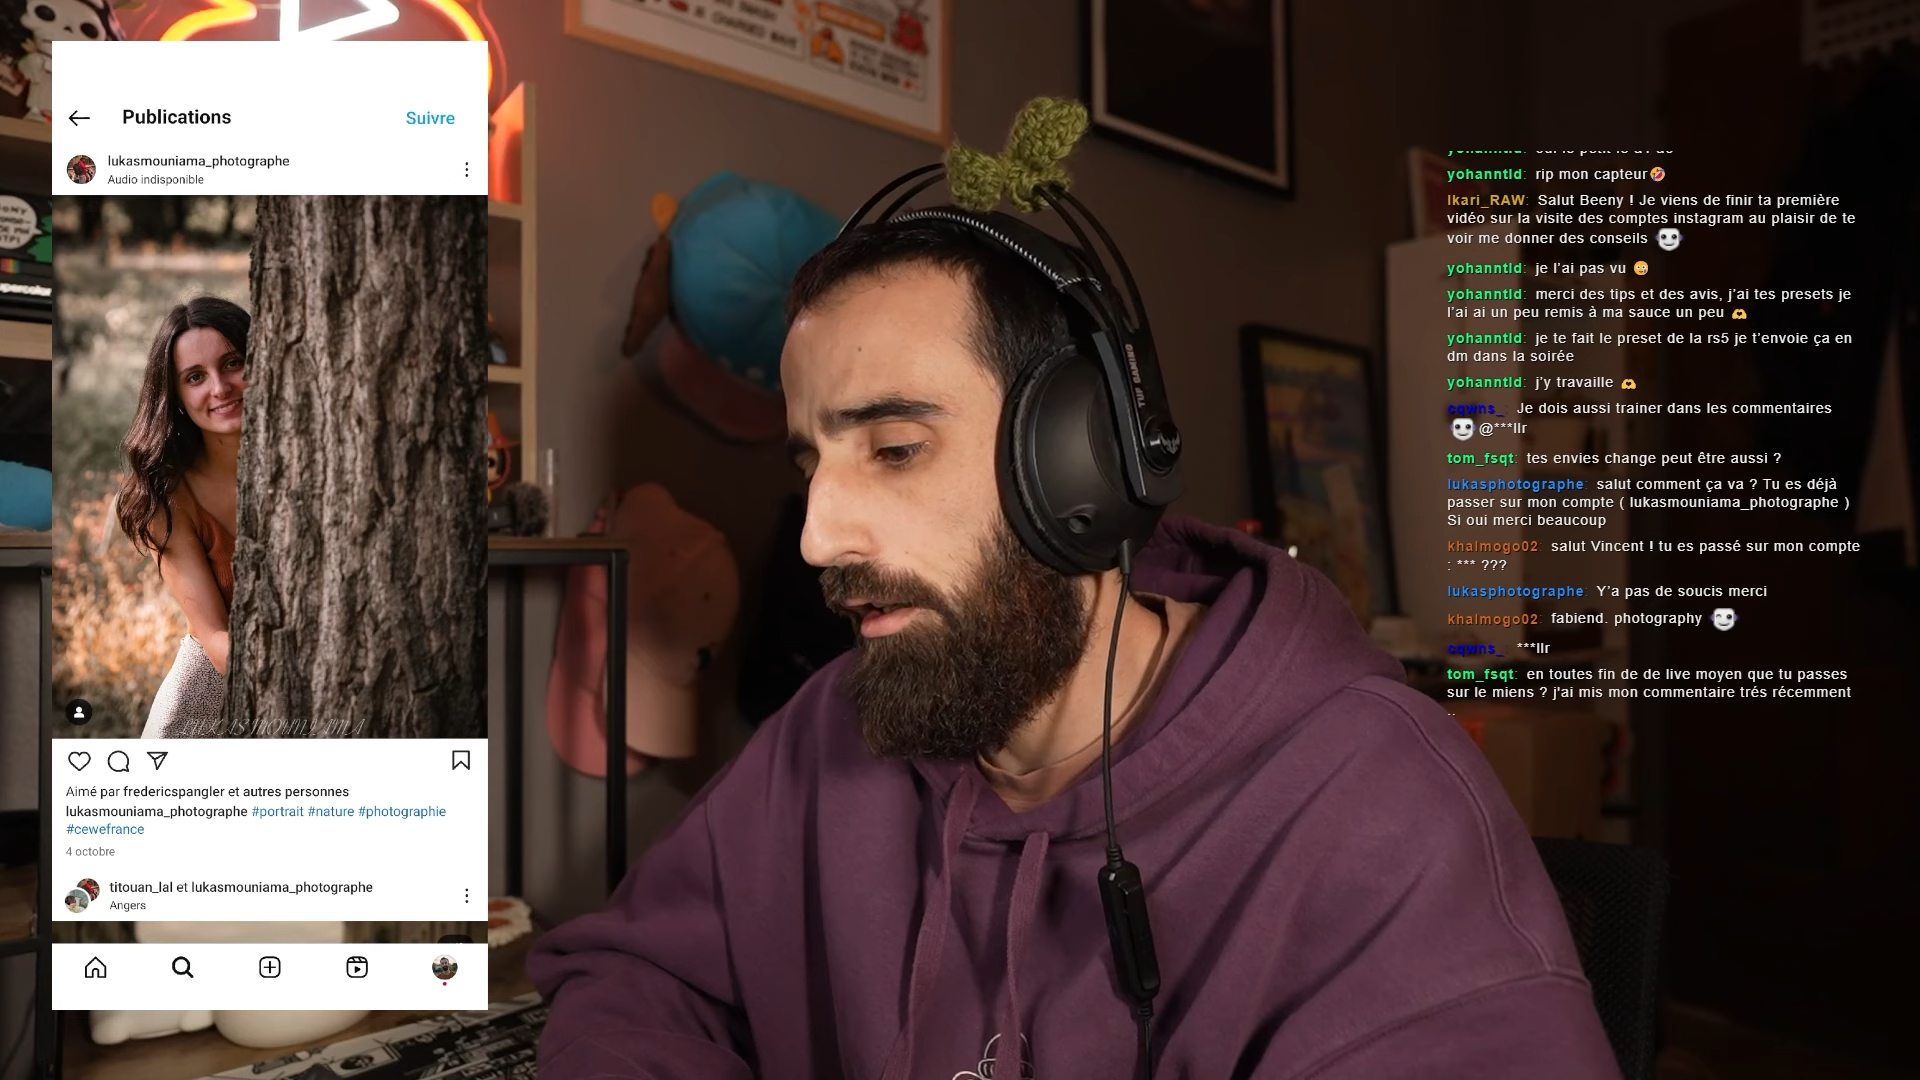 Publications
Suivre
lukasmouniama_photographe
Audio indisponible
LUKAS MOUNIAMA
Aimé par fredericspangler et autres personnes
lukasmouniama_photographe #portrait #nature #photographie
#cewefrance
4 octobre
titouan_lal et lukasmouniama_photographe
Angers
TUF GAMING
yohanntld: rip mon capteur🤣
Ikari_RAW: Salut Beeny ! Je viens de finir ta première
vidéo sur la visite des comptes instagram au plaisir de te
voir me donner des conseils
yohanntld: je l'ai pas vu
yohanntld: merci des tips et des avis, j'ai tes presets je
l'ai ai un peu remis à ma sauce un peu 🫶
yohanntld: je te fait le preset de la rs5 je t'envoie ça en
dm dans la soirée
yohanntld: j'y travaille 🫶
cqwns_: Je dois aussi trainer dans les commentaires
@***llr
tom_fsqt: tes envies change peut être aussi ?
lukasphotographe: salut comment ça va ? Tu es déjà
passer sur mon compte ( lukasmouniama_photographe )
Si oui merci beaucoup
khalmogo02: salut Vincent ! tu es passé sur mon compte
: *** ???
lukasphotographe: Y'a pas de soucis merci
khalmogo02: fabiend. photography
cqwns_: ***llr
tom_fsqt: en toutes fin de de live moyen que tu passes
sur le miens ? j'ai mis mon commentaire trés récemment